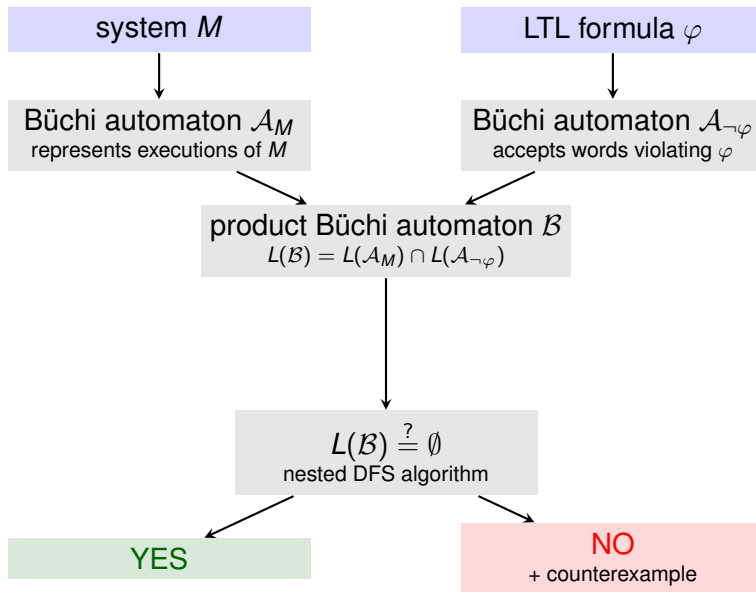 system M
LTL formula φ
Büchi automaton 𝒜_M
represents executions of M
Büchi automaton 𝒜_¬φ
accepts words violating φ
product Büchi automaton ℬ
L(ℬ) = L(𝒜_M) ∩ L(𝒜_¬φ)
L(ℬ) ≟ ∅
nested DFS algorithm
YES
NO
+ counterexample